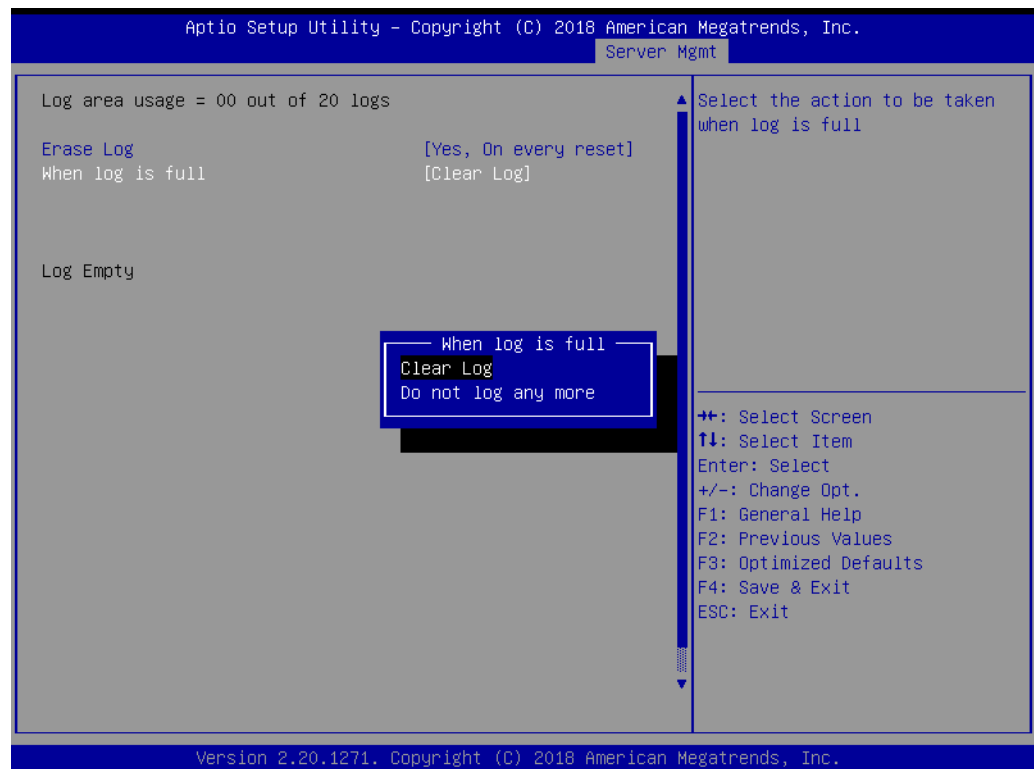 Aptio Setup Utility – Copyright (C) 2018 American Megatrends, Inc.
Server Mgmt
Log area usage = 00 out of 20 logs
Erase Log [Yes, On every reset]
When log is full [Clear Log]
Log Empty
When log is full
Clear Log
Do not log any more
Select the action to be taken
when log is full
→←: Select Screen
↑↓: Select Item
Enter: Select
+/-: Change Opt.
F1: General Help
F2: Previous Values
F3: Optimized Defaults
F4: Save & Exit
ESC: Exit
Version 2.20.1271. Copyright (C) 2018 American Megatrends, Inc.